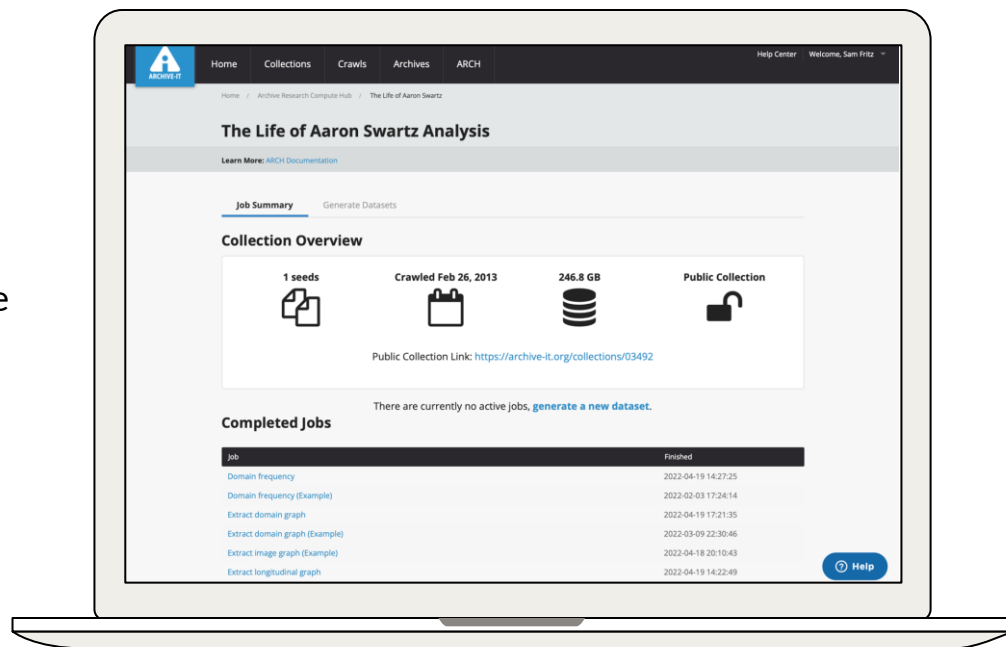 ARCHIVE-IT
Home Collections Crawls Archives ARCH
Help Center Welcome, Sam Fritz
Home / Archive Research Compute Hub / The Life of Aaron Swartz
The Life of Aaron Swartz Analysis
Learn More: ARCH Documentation
Job Summary Generate Datasets
Collection Overview
1 seeds Crawled Feb 26, 2013 246.8 GB Public Collection
e
Public Collection Link: https://archive-it.org/collections/03492
There are currently no active jobs, generate a new dataset.
Completed Jobs
Job Finished
Domain frequency 2022-04-19 14:27:25
Domain frequency (Example) 2022-02-03 17:24:14
Extract domain graph 2022-04-19 17:21:35
Extract domain graph (Example) 2022-03-09 22:30:46
Extract image graph (Example) 2022-04-18 20:10:43
Extract longitudinal graph 2022-04-19 14:22:49
? Help